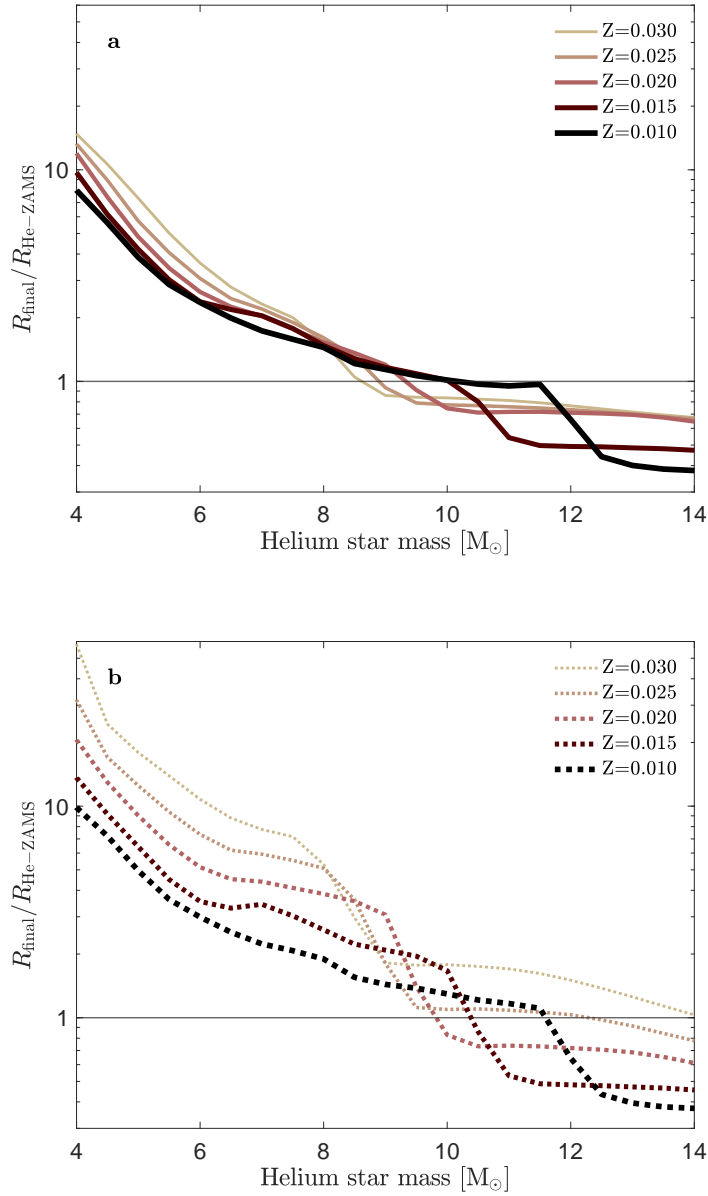 a
Z=0.030
Z=0.025
Z=0.020
Z=0.015
Z=0.010
10
1
R_final/R_He−ZAMS
4 6 8 10 12 14
Helium star mass [M_⊙]
b
Z=0.030
Z=0.025
Z=0.020
Z=0.015
Z=0.010
10
1
R_final/R_He−ZAMS
4 6 8 10 12 14
Helium star mass [M_⊙]